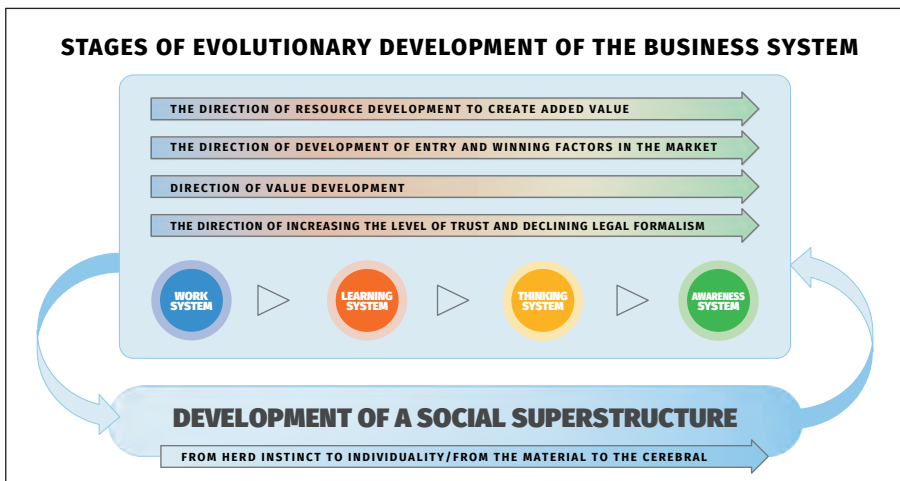 STAGES OF EVOLUTIONARY DEVELOPMENT OF THE BUSINESS SYSTEM
THE DIRECTION OF RESOURCE DEVELOPMENT TO CREATE ADDED VALUE
THE DIRECTION OF DEVELOPMENT OF ENTRY AND WINNING FACTORS IN THE MARKET
DIRECTION OF VALUE DEVELOPMENT
THE DIRECTION OF INCREASING THE LEVEL OF TRUST AND DECLINING LEGAL FORMALISM
WORK
SYSTEM
LEARNING
SYSTEM
THINKING
SYSTEM
AWARENESS
SYSTEM
DEVELOPMENT OF A SOCIAL SUPERSTRUCTURE
FROM HERD INSTINCT TO INDIVIDUALITY/FROM THE MATERIAL TO THE CEREBRAL